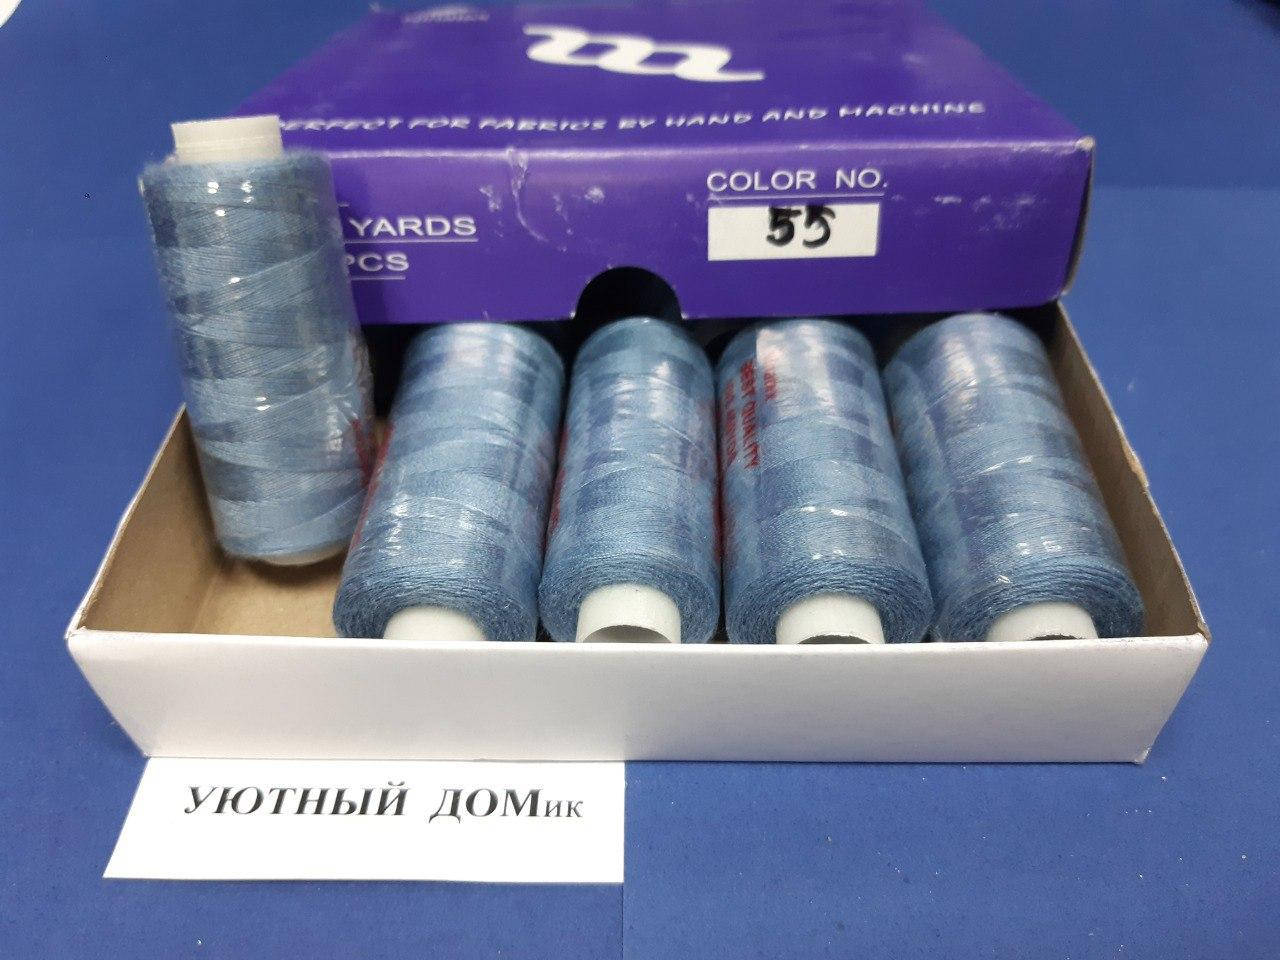 PERFECT FOR FABRICS BY HAND AND MACHINE
COLOR NO.
55
YARDS
PCS
BEST QUALITY
УЮТНЫЙ ДОМик